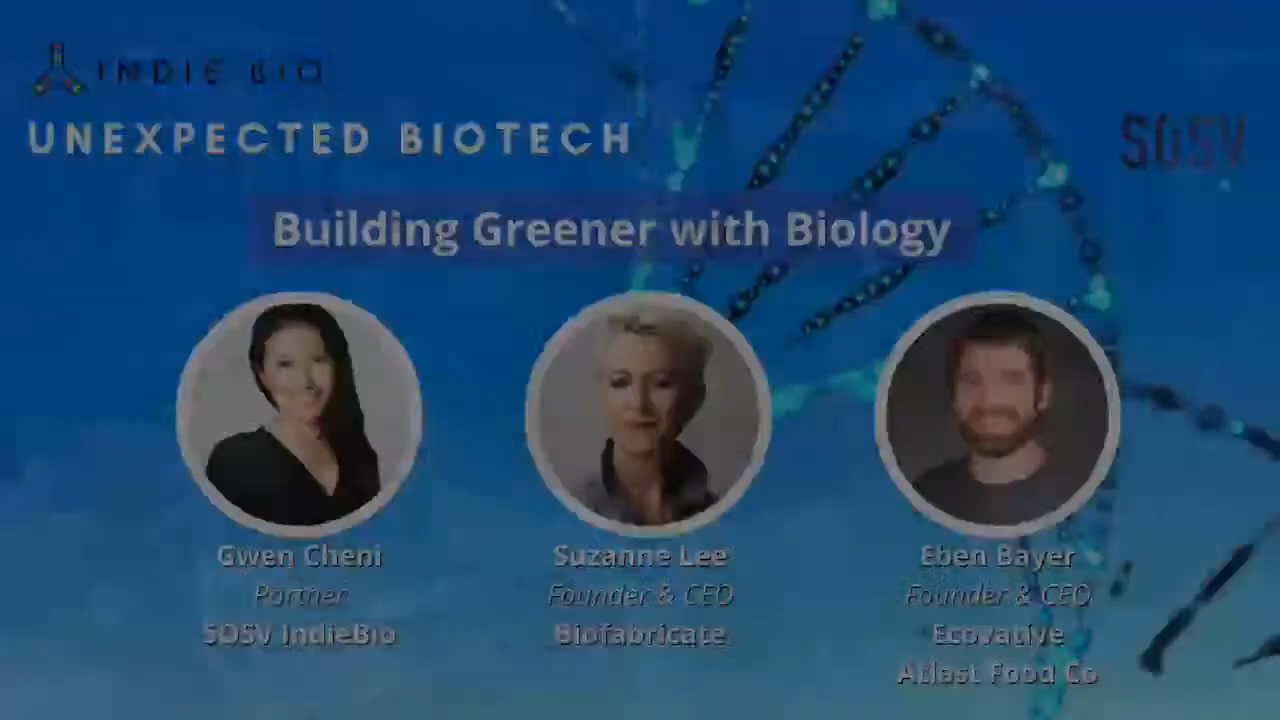 INDIE BIO
UNEXPECTED BIOTECH
SOSV
Building Greener with Biology
Gwen Cheni
Partner
SOSV IndieBio
Suzanne Lee
Founder & CEO
Biofabricate
Eben Bayer
Founder & CEO
Ecovative
Atlast Food Co